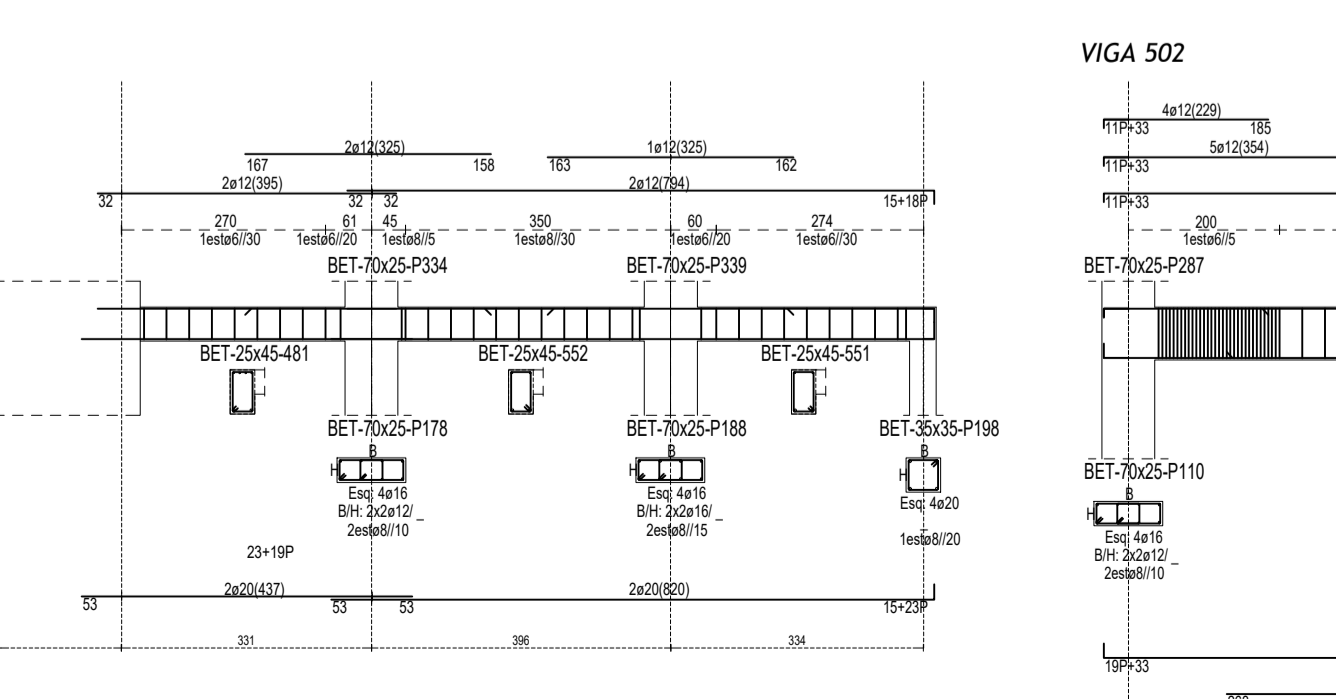 VIGA 502
4ø12(229)
11P+33 185
2ø12(325) 1ø12(325) 5ø12(354)
167 158 163 162 11P+33
2ø12(395) 2ø12(794)
32 32 32 15+18P 11P+33
270 61 45 350 60 274 200
1estø6//30 1estø6//20 1estø8//5 1estø8//30 1estø6//20 1estø6//30 1estø6//5
BET-70x25-P334 BET-70x25-P339 BET-70x25-P287
BET-25x45-481 BET-25x45-552 BET-25x45-551
BET-70x25-P178 BET-70x25-P188 BET-35x35-P198
B B B
H H H
BET-70x25-P110
Esq: 4ø16 Esq: 4ø16 Esq: 4ø20
B
B/H: 2x2ø12/_ B/H: 2x2ø16/_
H
2estø8//10 2estø8//15
1estø8//20 Esq: 4ø16
23+19P B/H: 2x2ø12/_
2estø8//10
2ø20(437) 2ø20(820)
53 53 53 15+23P
331 396 334
19P+33